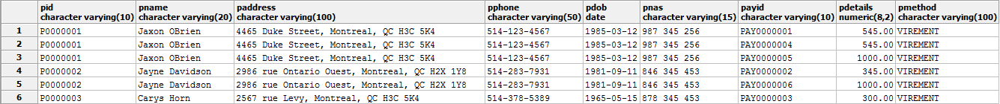 pid pname paddress pphone pdob pnas payid pdetails pmethod
character varying(10) character varying(20) character varying(100) character varying(50) date character varying(15) character varying(10) numeric(8,2) character varying(100)
1 P0000001 Jaxon OBrien 4465 Duke Street, Montreal, QC H3C 5K4 514-123-4567 1985-03-12 987 345 256 PAY0000001 545.00 VIREMENT
2 P0000001 Jaxon OBrien 4465 Duke Street, Montreal, QC H3C 5K4 514-123-4567 1985-03-12 987 345 256 PAY0000004 545.00 VIREMENT
3 P0000001 Jaxon OBrien 4465 Duke Street, Montreal, QC H3C 5K4 514-123-4567 1985-03-12 987 345 256 PAY0000005 1000.00 VIREMENT
4 P0000002 Jayne Davidson 2986 rue Ontario Ouest, Montreal, QC H2X 1Y8 514-283-7931 1981-09-11 846 345 453 PAY0000002 345.00 VIREMENT
5 P0000002 Jayne Davidson 2986 rue Ontario Ouest, Montreal, QC H2X 1Y8 514-283-7931 1981-09-11 846 345 453 PAY0000006 1000.00 VIREMENT
6 P0000003 Carys Horn 2567 rue Levy, Montreal, QC H3C 5K4 514-378-5389 1965-05-15 878 345 453 PAY0000003 300.00 VIREMENT